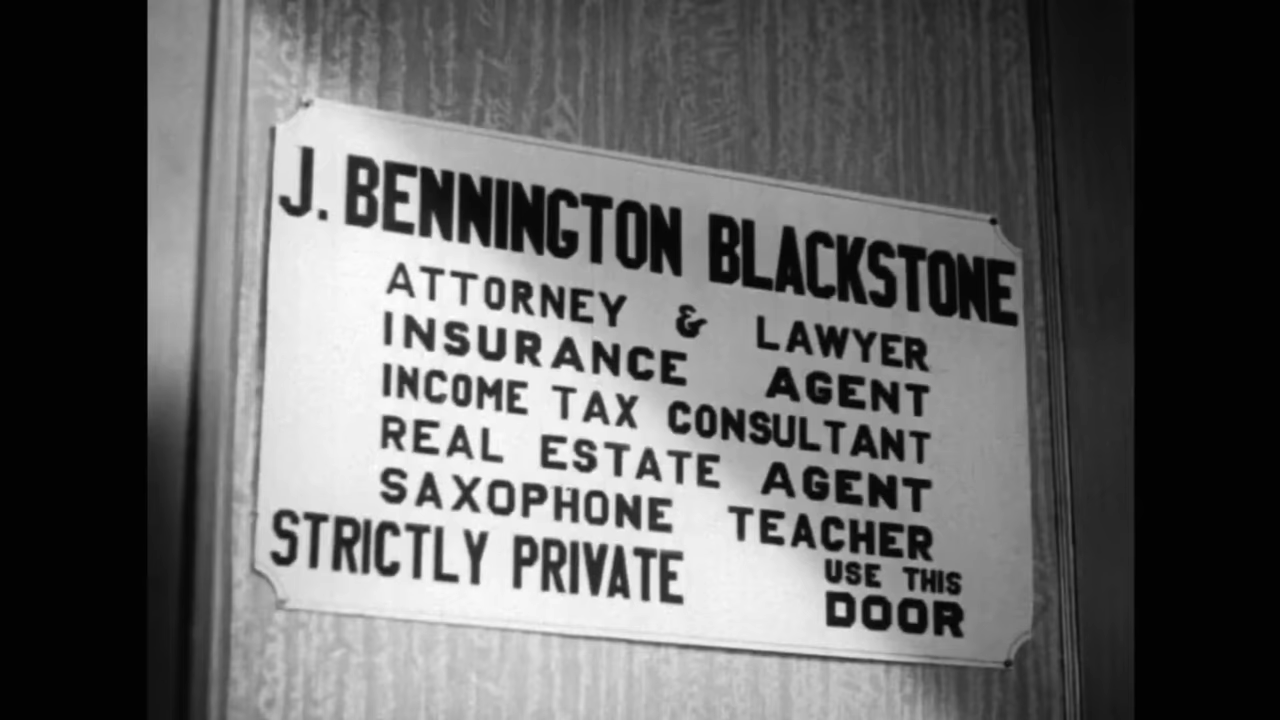 J. BENNINGTON BLACKSTONE
ATTORNEY & LAWYER
INSURANCE AGENT
INCOME TAX CONSULTANT
REAL ESTATE AGENT
SAXOPHONE TEACHER
STRICTLY PRIVATE
USE THIS
DOOR